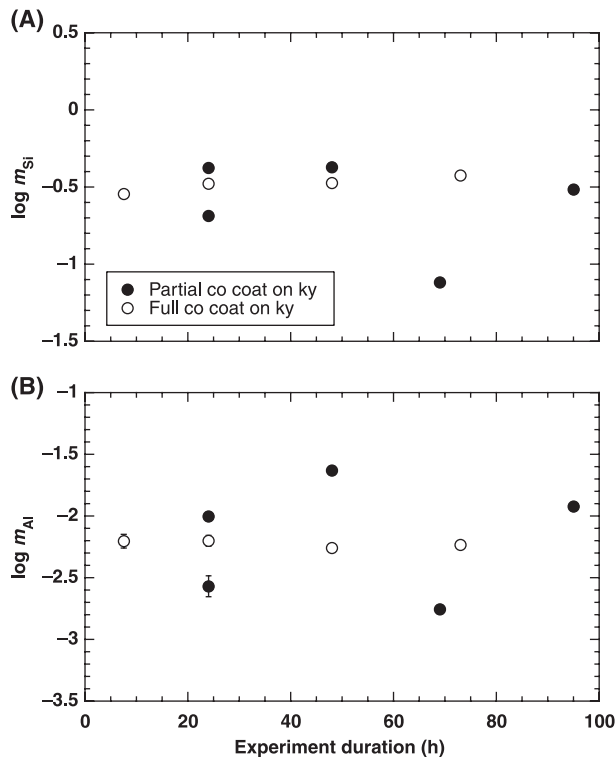 (A)
0.5
0
−0.5
−1
−1.5
log mSi
Partial co coat on ky
Full co coat on ky
(B)
−1
−1.5
−2
−2.5
−3
−3.5
log mAl
0 20 40 60 80 100
Experiment duration (h)